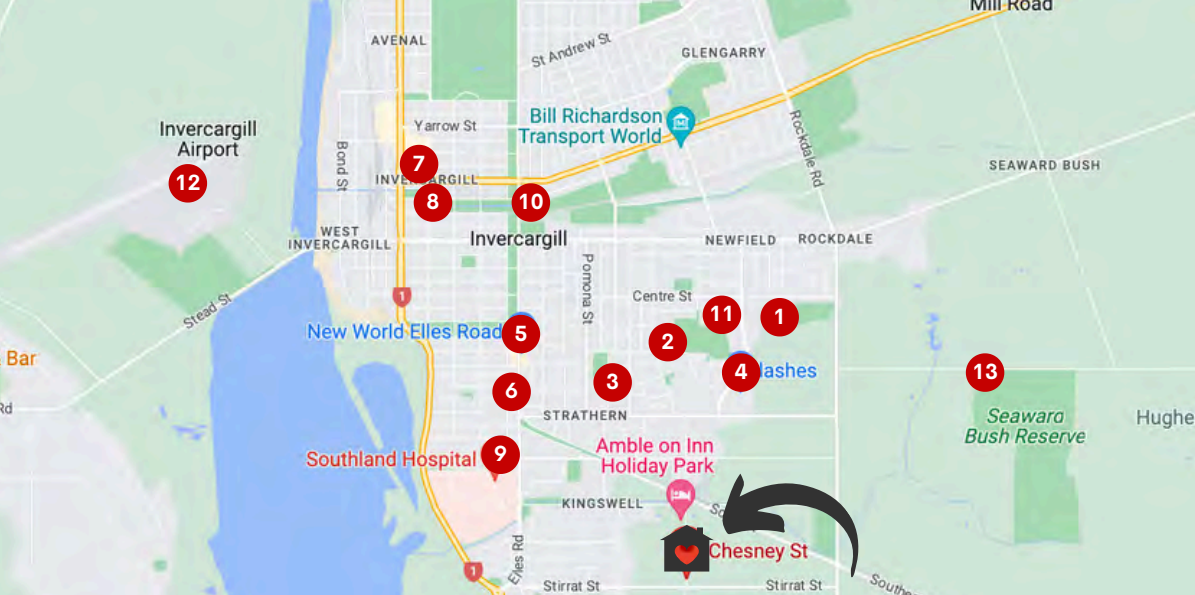 Mill Road
AVENAL
St Andrew St
GLENGARRY
Bill Richardson
Transport World
Yarrow St
Rockdale Rd
Invercargill
Airport
Bond St
7
SEAWARD BUSH
12
INVERCARGILL
8
10
WEST
INVERCARGILL
Invercargill
NEWFIELD
ROCKDALE
Pomona St
1
Centre St
Stead St
11
1
New World Elles Road
5
2
Bar
4
lashes
13
3
6
Rd
STRATHERN
Seaward
Bush Reserve
Hughe
Southland Hospital
9
Amble on Inn
Holiday Park
KINGSWELL
So
Chesney St
Elles Rd
1
Stirrat St
Stirrat St
Southe